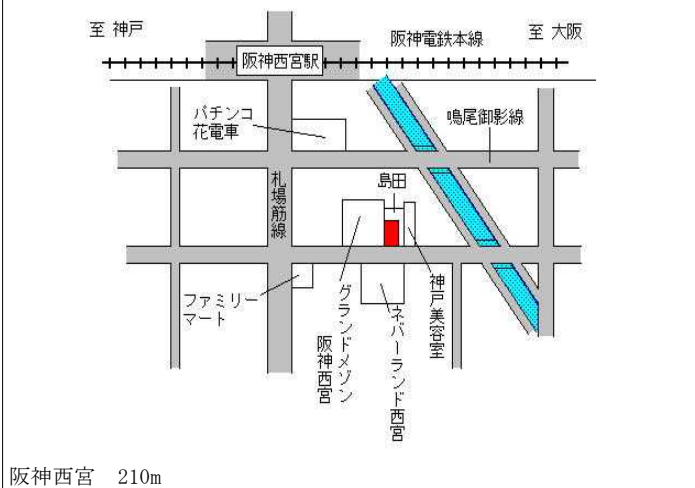 至 神戸
阪神電鉄本線
至 大阪
阪神西宮駅
パチンコ
花電車
鳴尾御影線
札場筋線
島田
ファミリー
マート
グランドメゾン
阪神西宮
ネバーランド西宮
神戸美容室
阪神西宮 210m